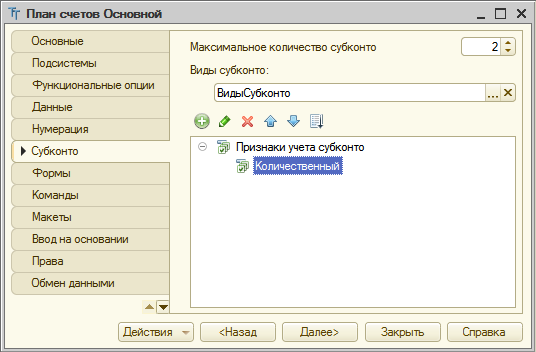 План счетов Основной
Основные
Подсистемы
Функциональные опции
Данные
Нумерация
Субконто
Формы
Команды
Макеты
Ввод на основании
Права
Обмен данными
Максимальное количество субконто
2
Виды субконто:
ВидыСубконто
...
Признаки учета субконто
Количественный
Действия
<Назад
Далее>
Закрыть
Справка